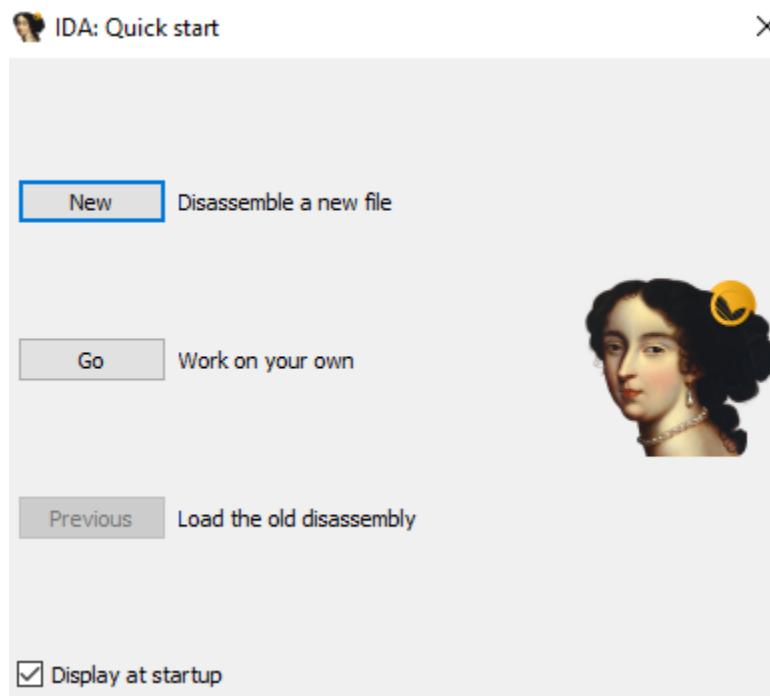 IDA: Quick start
New Disassemble a new file
Go Work on your own
Previous Load the old disassembly
Display at startup